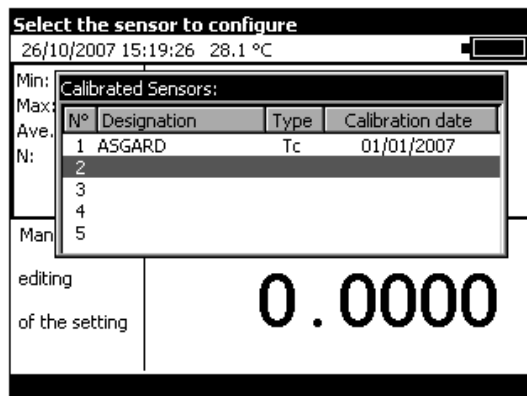 Select the sensor to configure
26/10/2007 15:19:26 28.1 °C
Min:
Max:
Ave.
N:
Calibrated Sensors:
N° Designation Type Calibration date
1 ASGARD Tc 01/01/2007
2
3
4
5
Man
editing
of the setting
0.0000